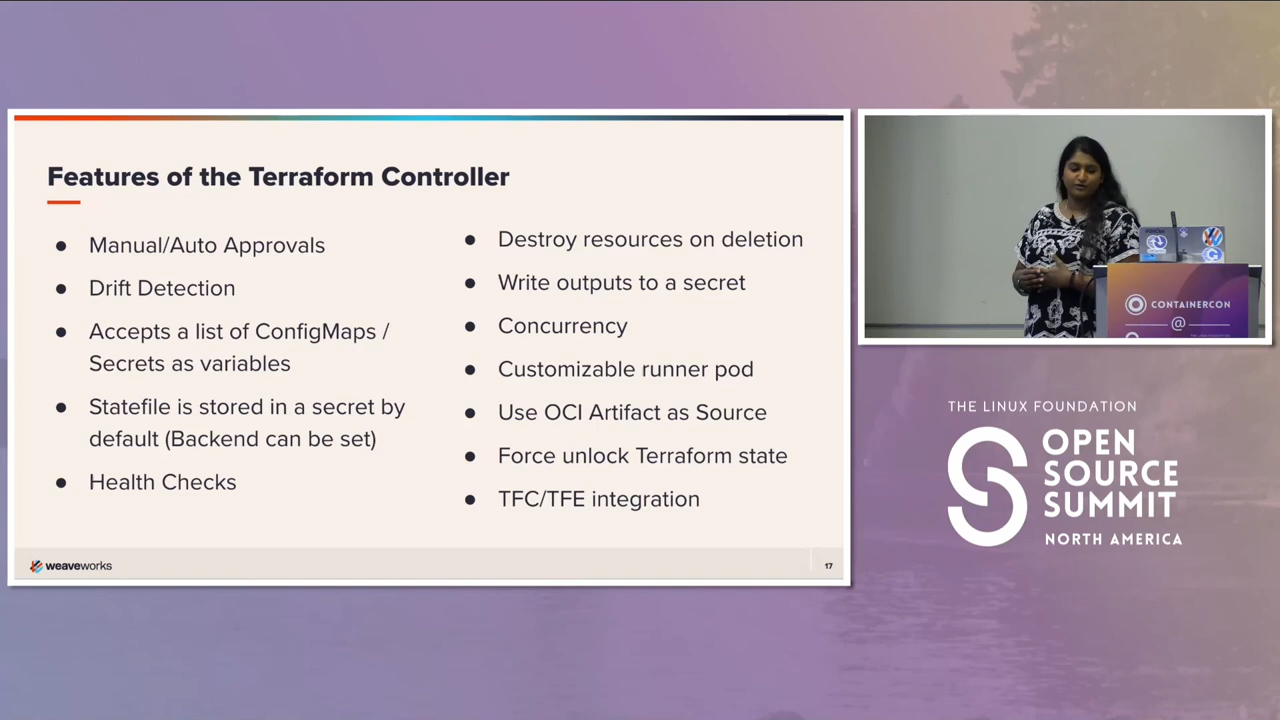 Features of the Terraform Controller
● Manual/Auto Approvals
● Drift Detection
● Accepts a list of ConfigMaps /
Secrets as variables
● Statefile is stored in a secret by
default (Backend can be set)
● Health Checks
● Destroy resources on deletion
● Write outputs to a secret
● Concurrency
● Customizable runner pod
● Use OCI Artifact as Source
● Force unlock Terraform state
● TFC/TFE integration
weaveworks
17
CONTAINERCON
@
THE LINUX FOUNDATION
OPEN
SOURCE
SUMMIT
NORTH AMERICA